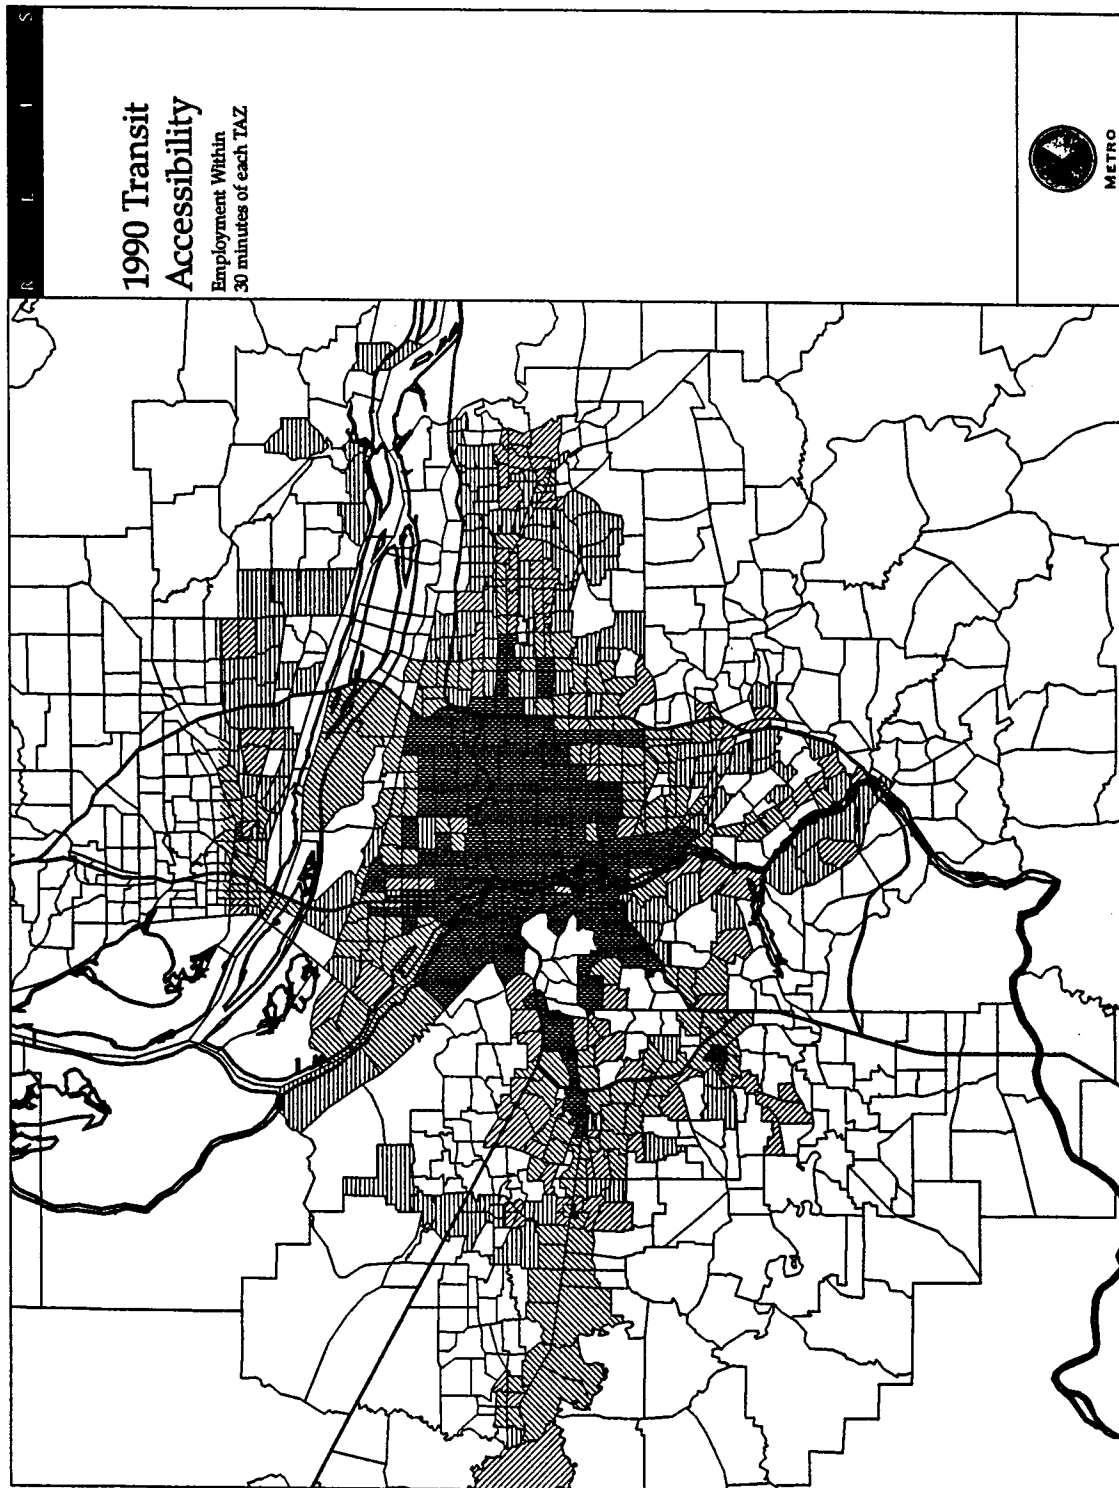 R L I S
1990 Transit
Accessibility
Employment Within
30 minutes of each TAZ
METRO